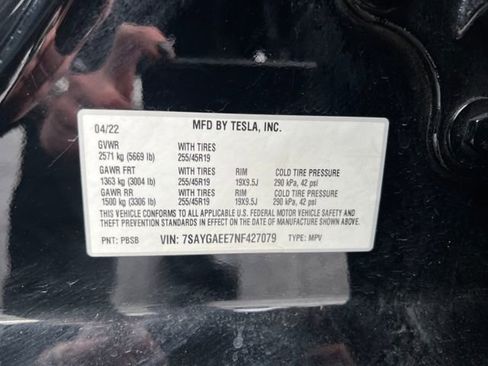 04/22 MFD BY TESLA, INC.
GVWR WITH TIRES
2571 kg (5669 lb) 255/45R19
GAWR FRT WITH TIRES RIM COLD TIRE PRESSURE
1363 kg (3004 lb) 255/45R19 19X9.5J 290 kPa, 42 psi
GAWR RR WITH TIRES RIM COLD TIRE PRESSURE
1500 kg (3306 lb) 255/45R19 19X9.5J 290 kPa, 42 psi
THIS VEHICLE CONFORMS TO ALL APPLICABLE U.S. FEDERAL MOTOR VEHICLE SAFETY AND
THEFT PREVENTION STANDARDS IN EFFECT ON THE DATE OF MANUFACTURE SHOWN ABOVE.
PNT: PBSB VIN: 7SAYGAEE7NF427079 TYPE: MPV